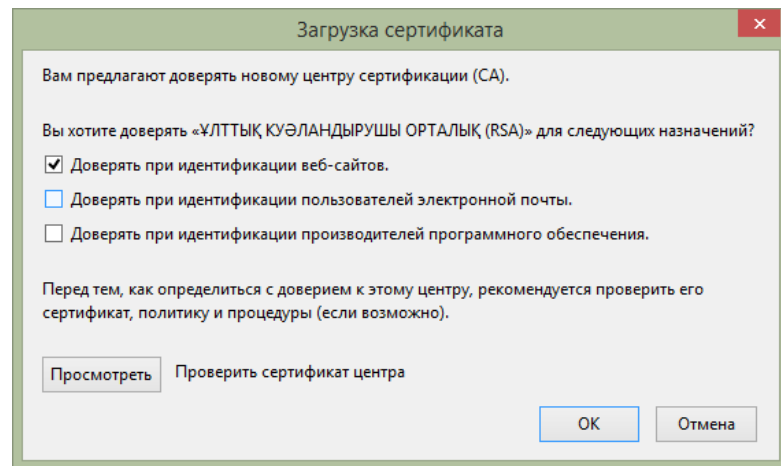 Загрузка сертификата
Вам предлагают доверять новому центру сертификации (CA).
Вы хотите доверять «ҰЛТТЫҚ КУӘЛАНДЫРУШЫ ОРТАЛЫҚ (RSA)» для следующих назначений?
Доверять при идентификации веб-сайтов.
Доверять при идентификации пользователей электронной почты.
Доверять при идентификации производителей программного обеспечения.
Перед тем, как определиться с доверием к этому центру, рекомендуется проверить его
сертификат, политику и процедуры (если возможно).
Просмотреть Проверить сертификат центра
OK Отмена